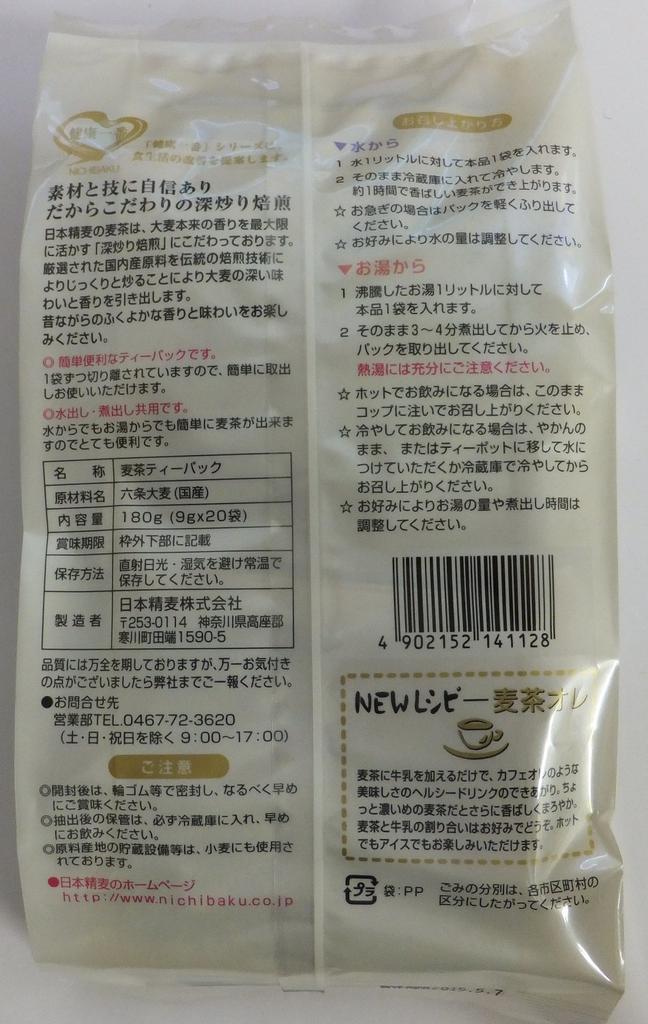 健康一番
NICHIBAKU
「健康一番」シリーズは、
食生活の改善を提案します。
素材と技に自信あり
だからこだわりの深炒り焙煎
日本精麦の麦茶は、大麦本来の香りを最大限
に活かす「深炒り焙煎」にこだわっております。
厳選された国内産原料を伝統の焙煎技術に
よりじっくりと炒ることにより大麦の深い味
わいと香りを引き出します。
昔ながらのふくよかな香りと味わいをお楽し
みください。
◎簡単便利なティーパックです。
1袋ずつ切り離されていますので、簡単に取出
しお使いいただけます。
◎水出し・煮出し共用です。
水からでもお湯からでも簡単に麦茶が出来ま
すのでとても便利です。
名 称 麦茶ティーパック
原材料名 六条大麦(国産)
内容量 180g (9g×20袋)
賞味期限 枠外下部に記載
保存方法 直射日光・湿気を避け常温で
保存してください。
製造者 日本精麦株式会社
〒253-0114 神奈川県高座郡
寒川町田端1590-5
品質には万全を期しておりますが、万一お気付き
の点がございましたら弊社までご一報ください。
●お問合せ先
営業部TEL.0467-72-3620
(土・日・祝日を除く 9:00〜17:00)
ご注意
◎開封後は、輪ゴム等で密封し、なるべく早め
にご賞味ください。
◎抽出後の保管は、必ず冷蔵庫に入れ、早め
にお飲みください。
◎原料産地の貯蔵設備等は、小麦にも使用さ
れております。
●日本精麦のホームページ
http://www.nichibaku.co.jp
お召し上がり方
▼水から
1 水1リットルに対して本品1袋を入れます。
2 そのまま冷蔵庫に入れて冷やします。
約1時間で香ばしい麦茶ができ上がります。
☆お急ぎの場合はパックを軽くふり出して
ください。
☆お好みにより水の量は調整してください。
▼お湯から
1 沸騰したお湯1リットルに対して
本品1袋を入れます。
2 そのまま3〜4分煮出してから火を止め、
パックを取り出してください。
熱湯には充分にご注意ください。
☆ホットでお飲みになる場合は、このまま
コップに注いでお召し上がりください。
☆冷やしてお飲みになる場合は、やかんの
まま、またはティーポットに移して水に
つけていただくか冷蔵庫で冷やしてから
お召し上がりください。
☆お好みによりお湯の量や煮出し時間は
調整してください。
4 902152 141128
NEWレシピ―麦茶オレ
麦茶に牛乳を加えるだけで、カフェオレのような
美味しさのヘルシードリンクのできあがり。ちょ
っと濃いめの麦茶だとさらに香ばしくまろやか。
麦茶と牛乳の割り合いはお好みでどうぞ。ホット
でもアイスでもお楽しみいただけます。
プラ 袋:PP ごみの分別は、各市区町村の
区分にしたがってください。